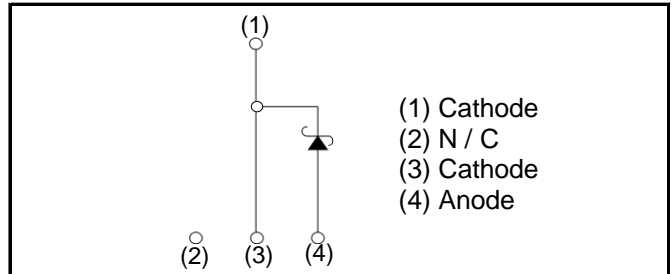 (1)
(1) Cathode
(2) N / C
(3) Cathode
(4) Anode
(2) (3) (4)